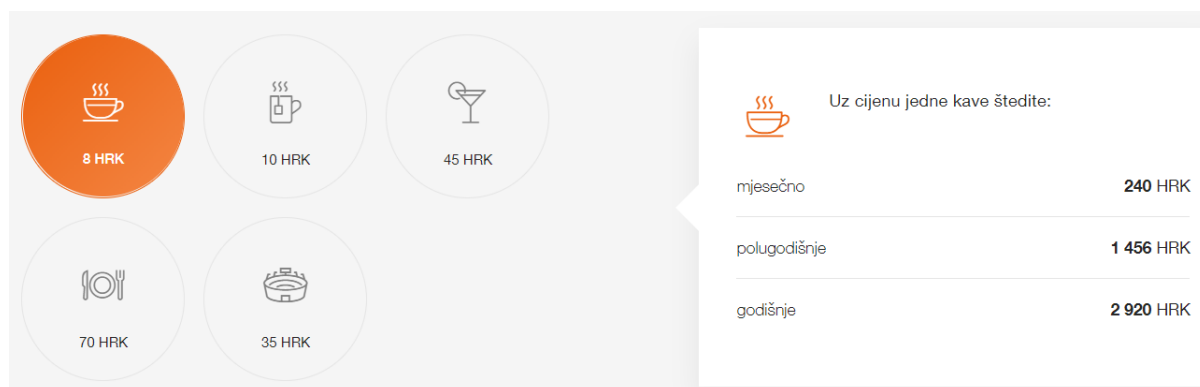 8 HRK
10 HRK
45 HRK
70 HRK
35 HRK
Uz cijenu jedne kave štedite:
mjesečno 240 HRK
polugodišnje 1 456 HRK
godišnje 2 920 HRK